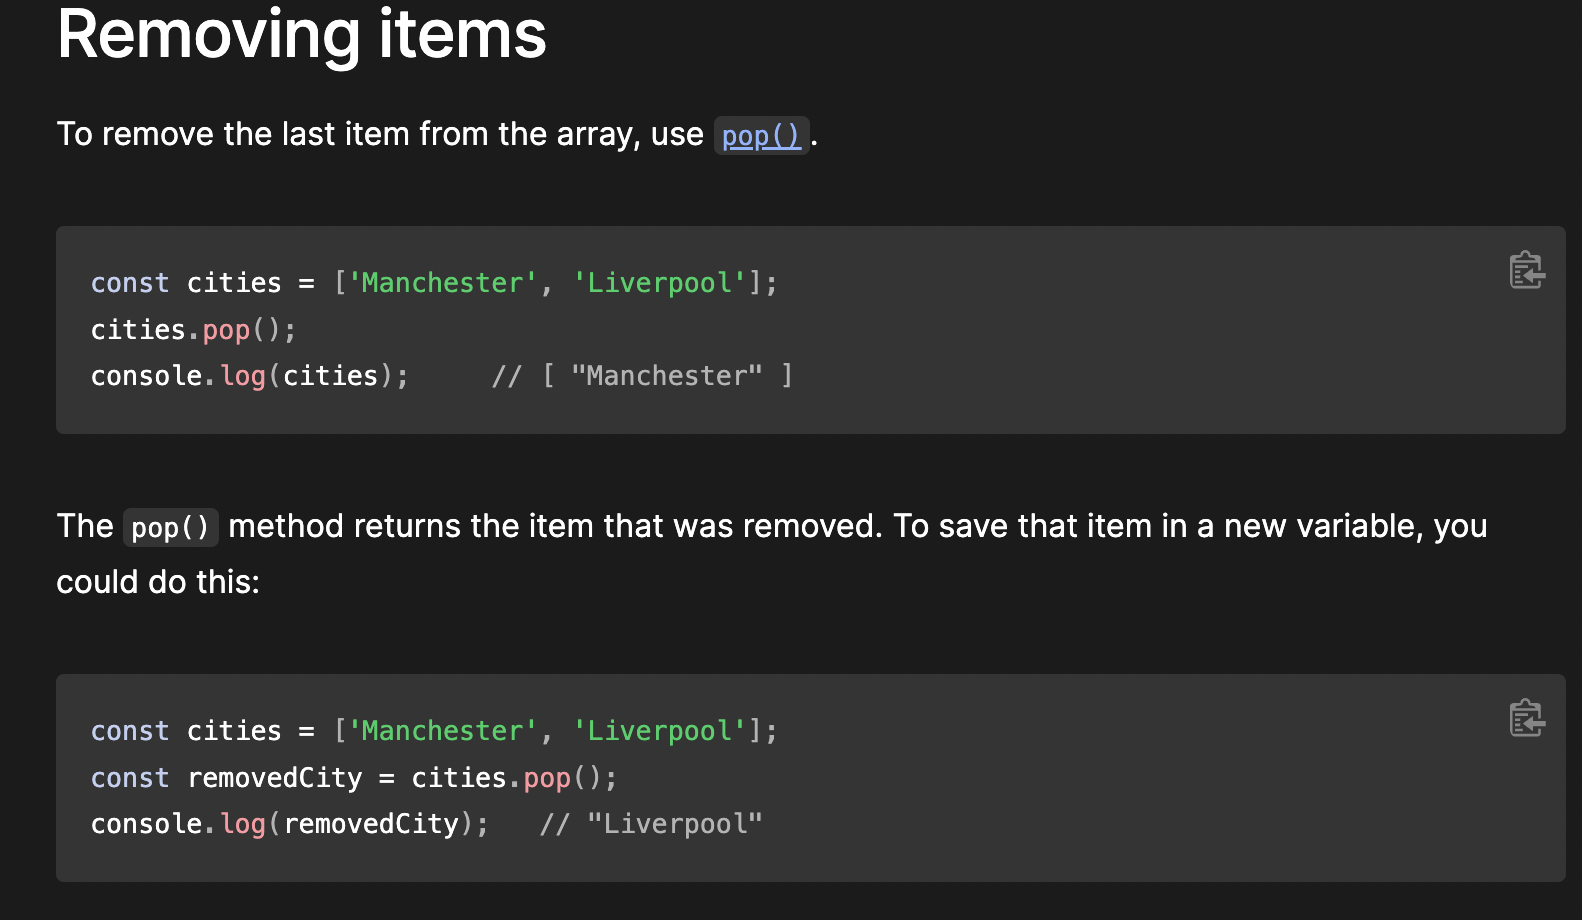 Removing items
To remove the last item from the array, use pop().
const cities = ['Manchester', 'Liverpool'];
cities.pop();
console.log(cities);     // [ "Manchester" ]
The pop() method returns the item that was removed. To save that item in a new variable, you
could do this:
const cities = ['Manchester', 'Liverpool'];
const removedCity = cities.pop();
console.log(removedCity);   // "Liverpool"